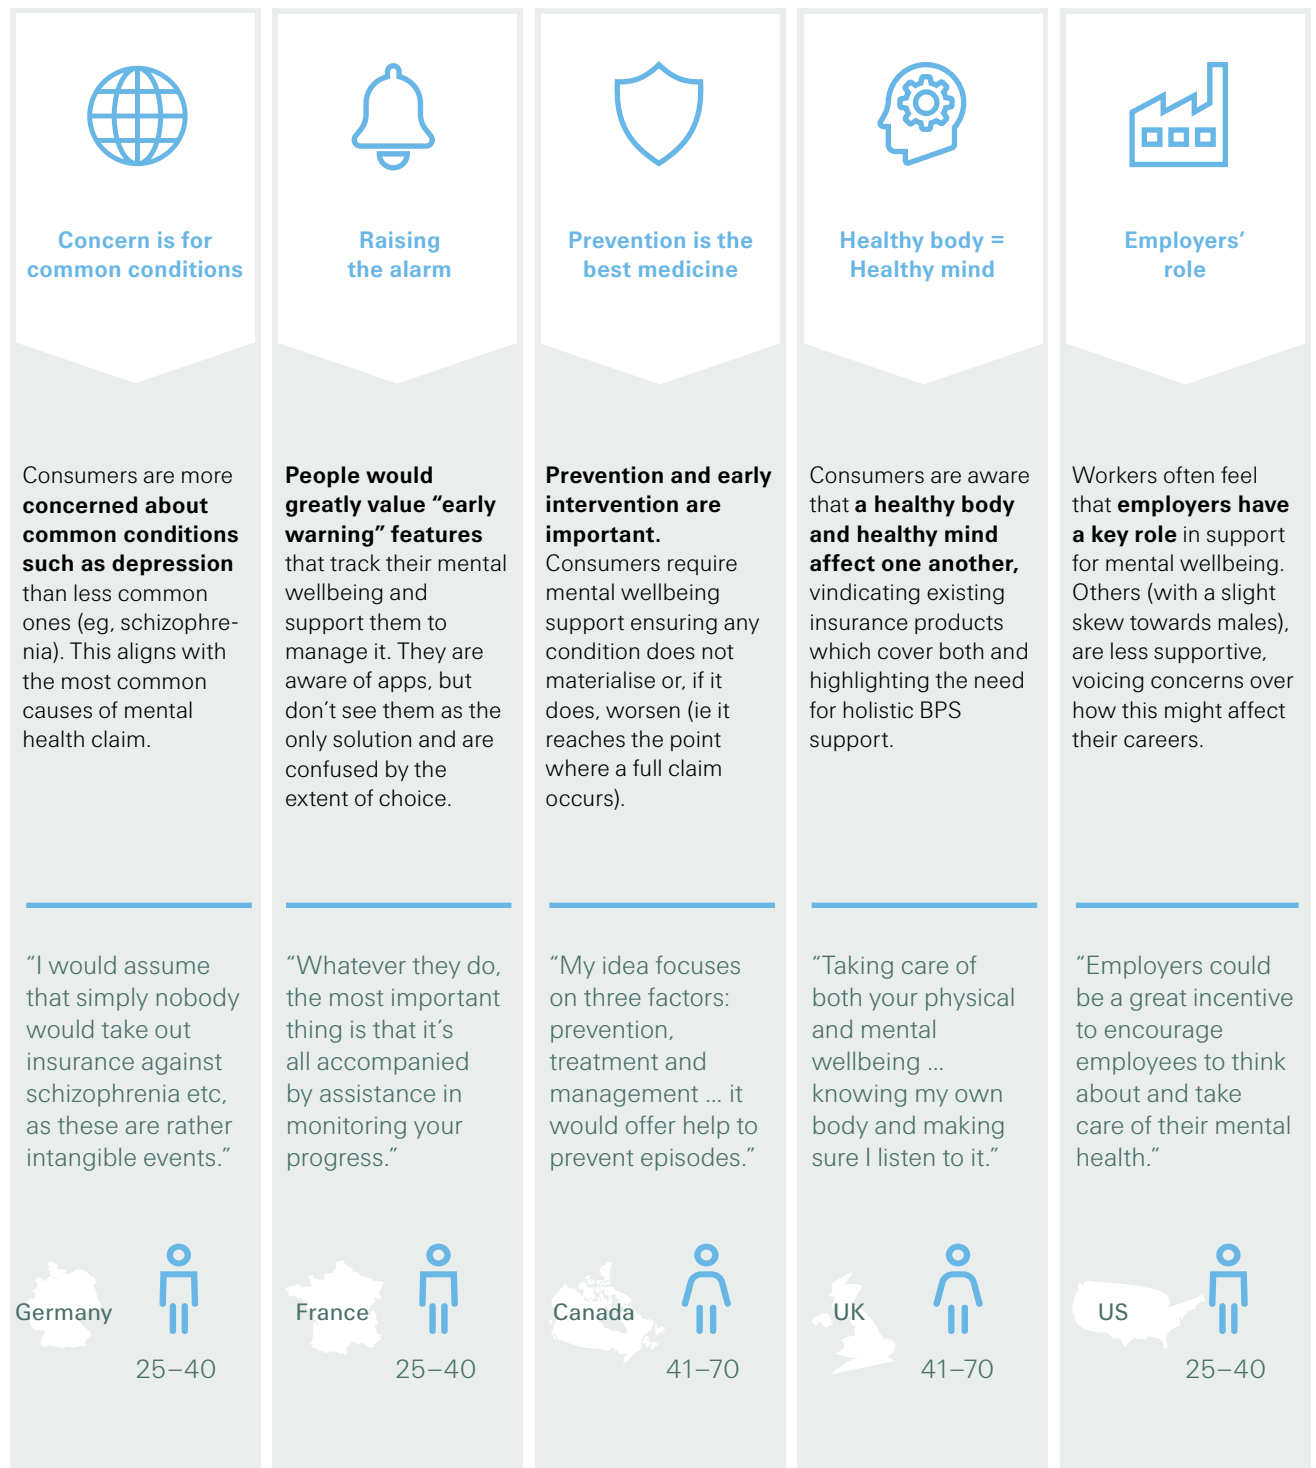 Concern is for
common conditions
Consumers are more
concerned about
common conditions
such as depression
than less common
ones (eg, schizophre-
nia). This aligns with
the most common
causes of mental
health claim.
“I would assume
that simply nobody
would take out
insurance against
schizophrenia etc,
as these are rather
intangible events.”
Germany
25–40
Raising
the alarm
People would
greatly value “early
warning” features
that track their mental
wellbeing and
support them to
manage it. They are
aware of apps, but
don’t see them as the
only solution and are
confused by the
extent of choice.
“Whatever they do,
the most important
thing is that it’s
all accompanied
by assistance in
monitoring your
progress.”
France
25–40
Prevention is the
best medicine
Prevention and early
intervention are
important.
Consumers require
mental wellbeing
support ensuring any
condition does not
materialise or, if it
does, worsen (ie it
reaches the point
where a full claim
occurs).
“My idea focuses
on three factors:
prevention,
treatment and
management ... it
would offer help to
prevent episodes.”
Canada
41–70
Healthy body =
Healthy mind
Consumers are aware
that a healthy body
and healthy mind
affect one another,
vindicating existing
insurance products
which cover both and
highlighting the need
for holistic BPS
support.
“Taking care of
both your physical
and mental
wellbeing ...
knowing my own
body and making
sure I listen to it.”
UK
41–70
Employers’
role
Workers often feel
that employers have
a key role in support
for mental wellbeing.
Others (with a slight
skew towards males),
are less supportive,
voicing concerns over
how this might affect
their careers.
“Employers could
be a great incentive
to encourage
employees to think
about and take
care of their mental
health.”
US
25–40